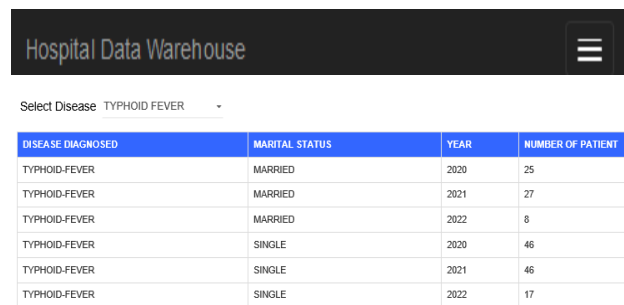 Hospital Data Warehouse
Select Disease TYPHOID FEVER
DISEASE DIAGNOSED MARITAL STATUS YEAR NUMBER OF PATIENT
TYPHOID-FEVER MARRIED 2020 25
TYPHOID-FEVER MARRIED 2021 27
TYPHOID-FEVER MARRIED 2022 8
TYPHOID-FEVER SINGLE 2020 46
TYPHOID-FEVER SINGLE 2021 46
TYPHOID-FEVER SINGLE 2022 17